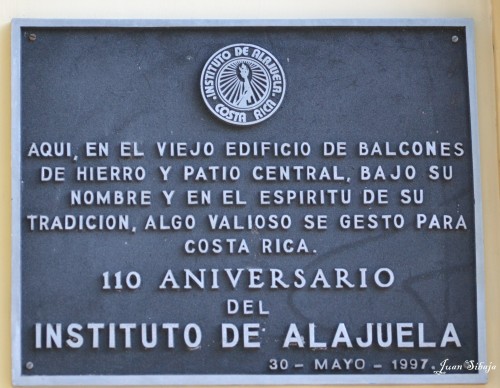 INSTITUTO DE ALAJUELA
COSTA RICA
AQUI, EN EL VIEJO EDIFICIO DE BALCONES
DE HIERRO Y PATIO CENTRAL, BAJO SU
NOMBRE Y EN EL ESPIRITU DE SU
TRADICION, ALGO VALIOSO SE GESTO PARA
COSTA RICA.
110 ANIVERSARIO
DEL
INSTITUTO DE ALAJUELA
30 - MAYO - 1997.
Juan Sibaja